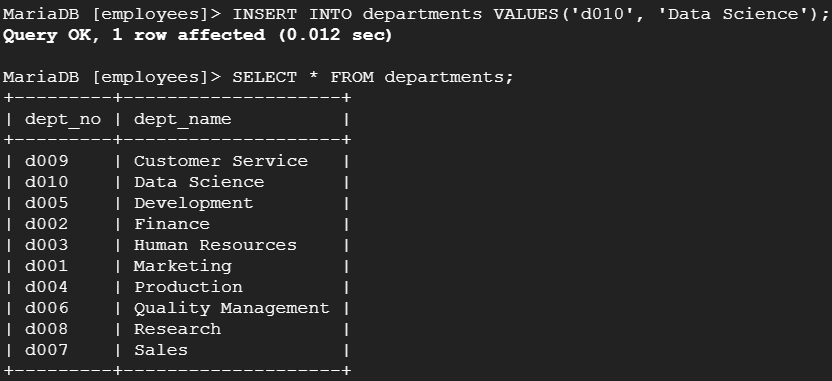 MariaDB [employees]> INSERT INTO departments VALUES('d010', 'Data Science');
Query OK, 1 row affected (0.012 sec)
MariaDB [employees]> SELECT * FROM departments;
+---------+--------------------+
| dept_no | dept_name          |
+---------+--------------------+
| d009    | Customer Service   |
| d010    | Data Science       |
| d005    | Development        |
| d002    | Finance            |
| d003    | Human Resources    |
| d001    | Marketing          |
| d004    | Production         |
| d006    | Quality Management |
| d008    | Research           |
| d007    | Sales              |
+---------+--------------------+